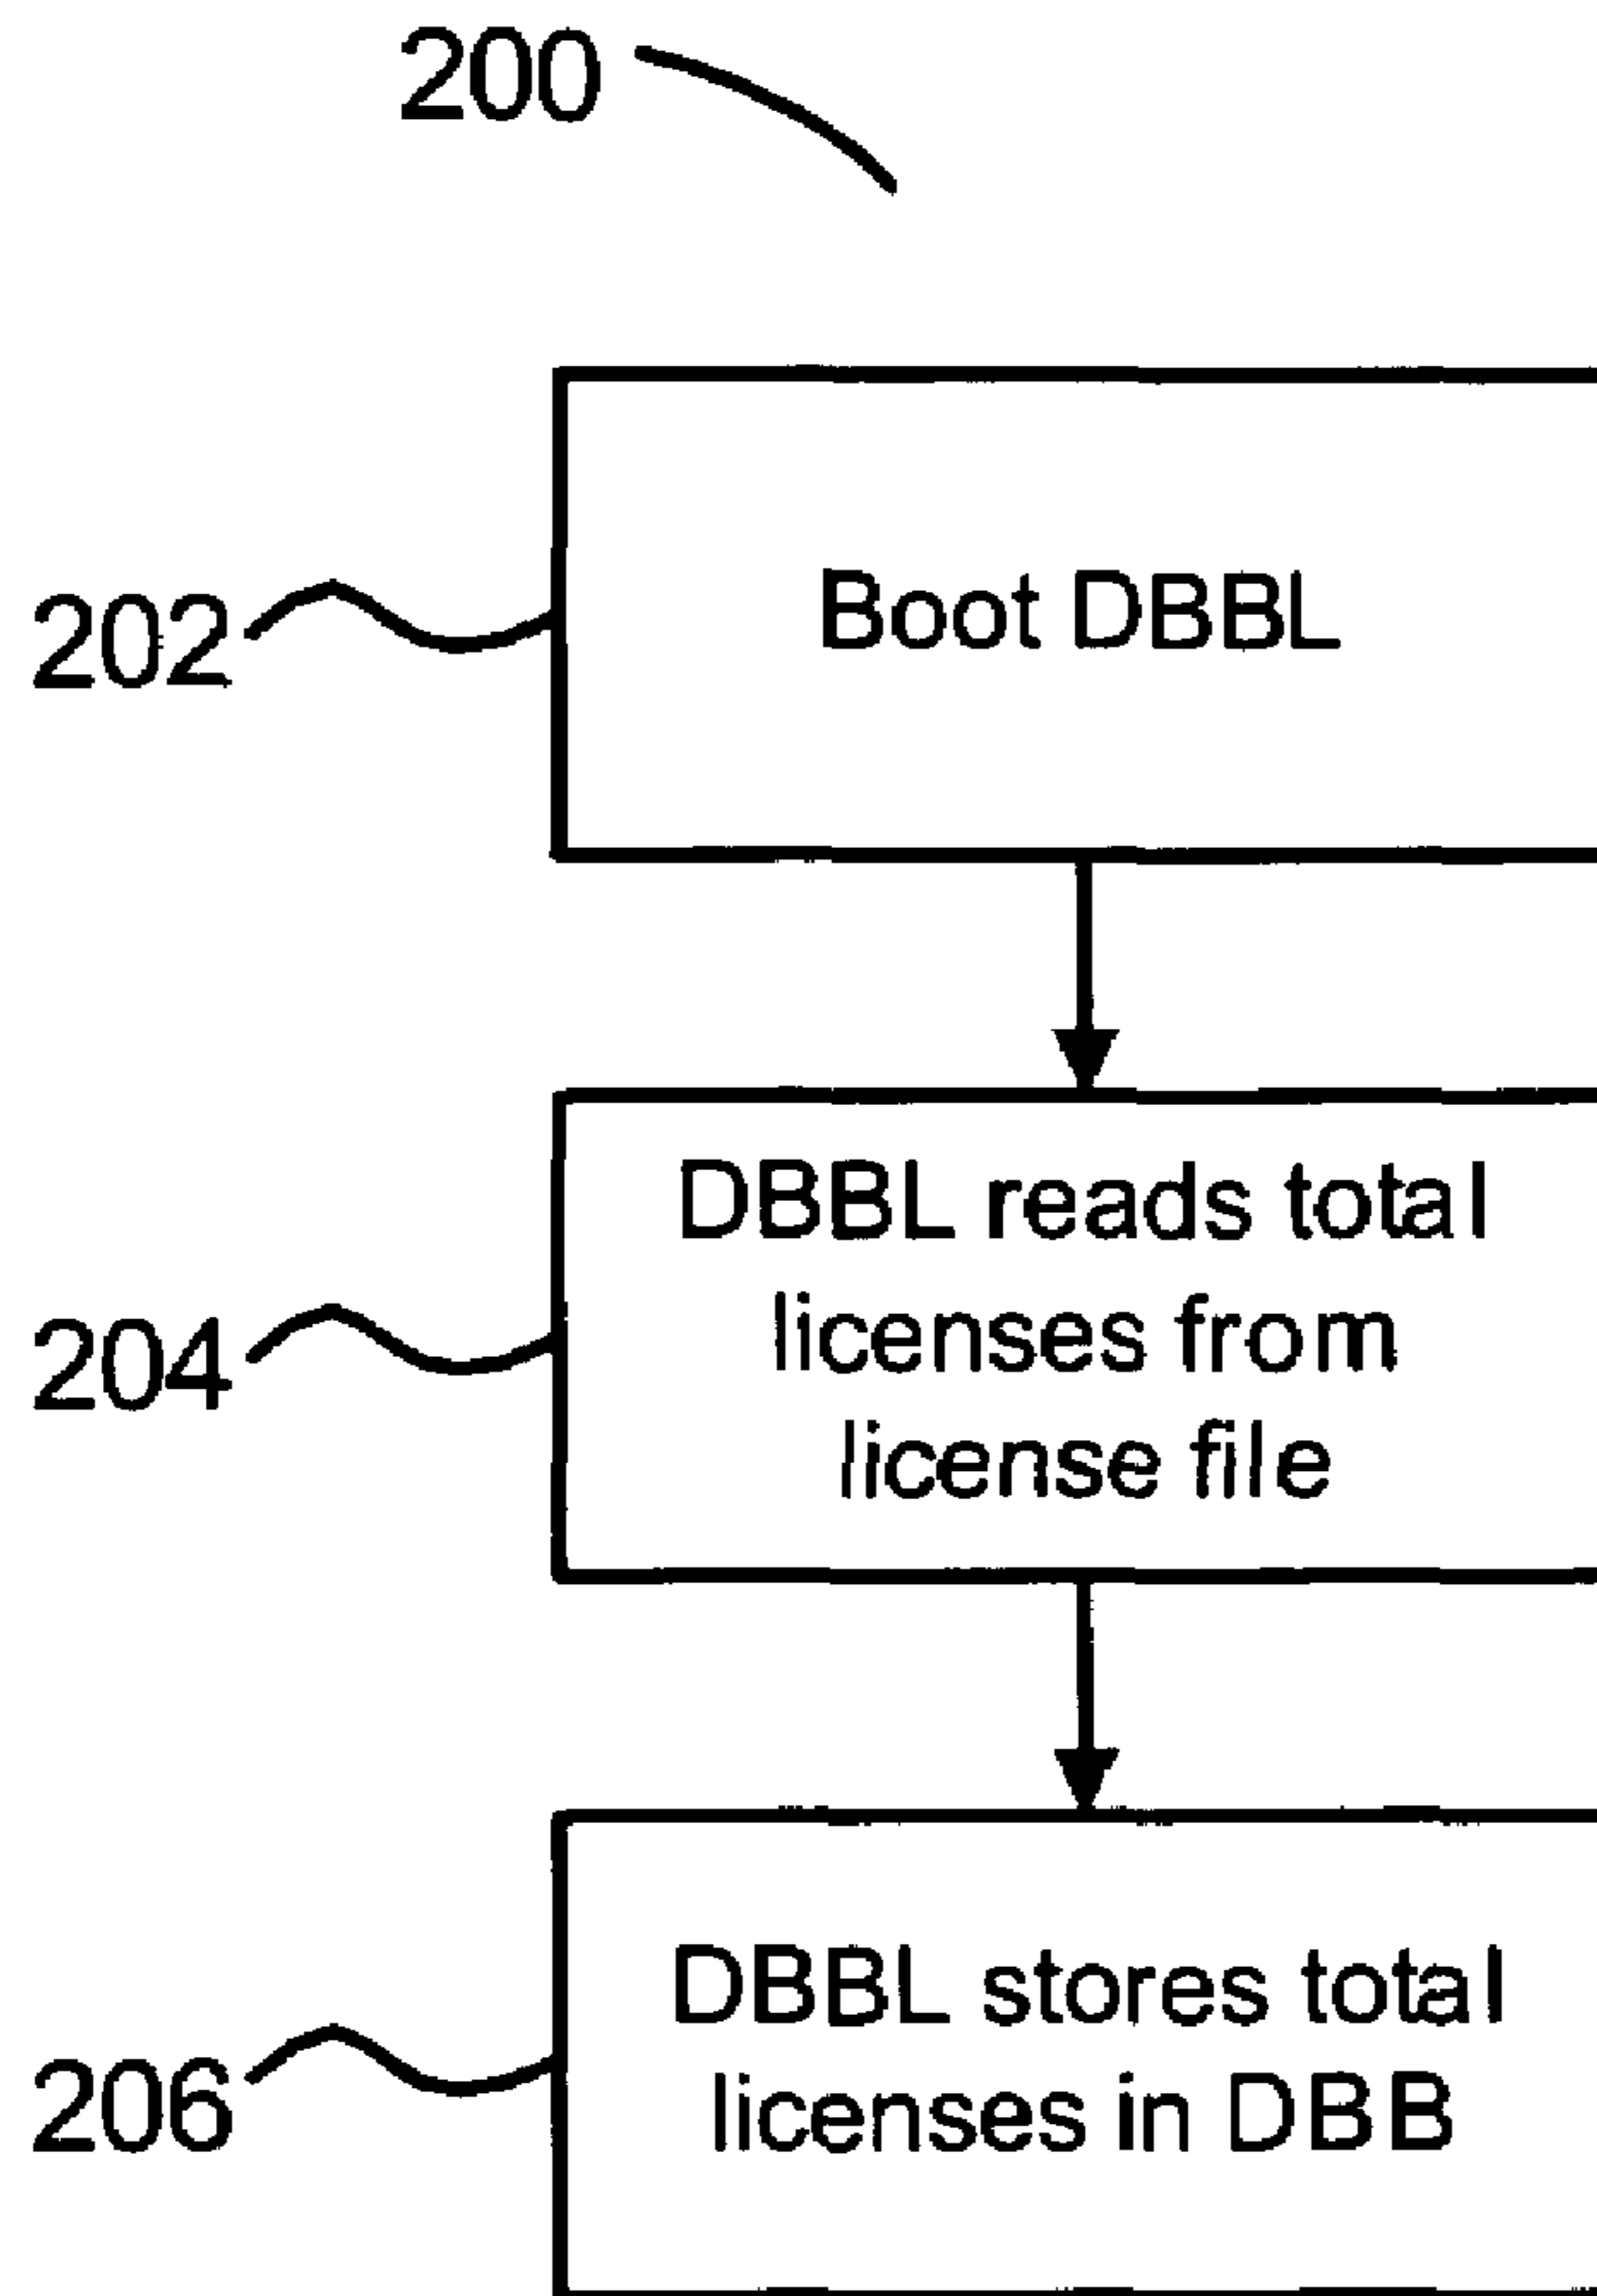 200
202
Boot DBBL
DBBL reads total
licenses from
license file
204
DBBL stores total
licenses in DBB
206